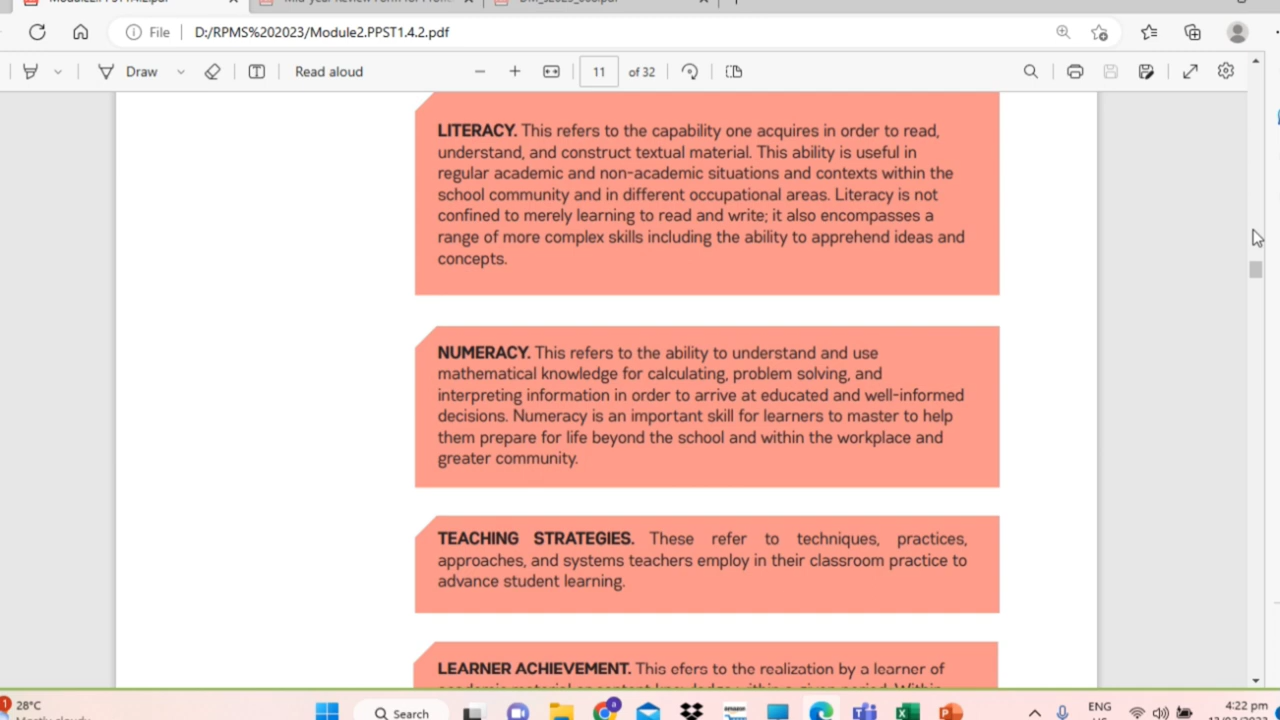 File D:/RPMS%202023/Module2.PPST1.4.2.pdf
Draw Read aloud 11 of 32
LITERACY. This refers to the capability one acquires in order to read,
understand, and construct textual material. This ability is useful in
regular academic and non-academic situations and contexts within the
school community and in different occupational areas. Literacy is not
confined to merely learning to read and write; it also encompasses a
range of more complex skills including the ability to apprehend ideas and
concepts.
NUMERACY. This refers to the ability to understand and use
mathematical knowledge for calculating, problem solving, and
interpreting information in order to arrive at educated and well-informed
decisions. Numeracy is an important skill for learners to master to help
them prepare for life beyond the school and within the workplace and
greater community.
TEACHING STRATEGIES. These refer to techniques, practices,
approaches, and systems teachers employ in their classroom practice to
advance student learning.
LEARNER ACHIEVEMENT. This efers to the realization by a learner of
28°C Search ENG 4:22 pm